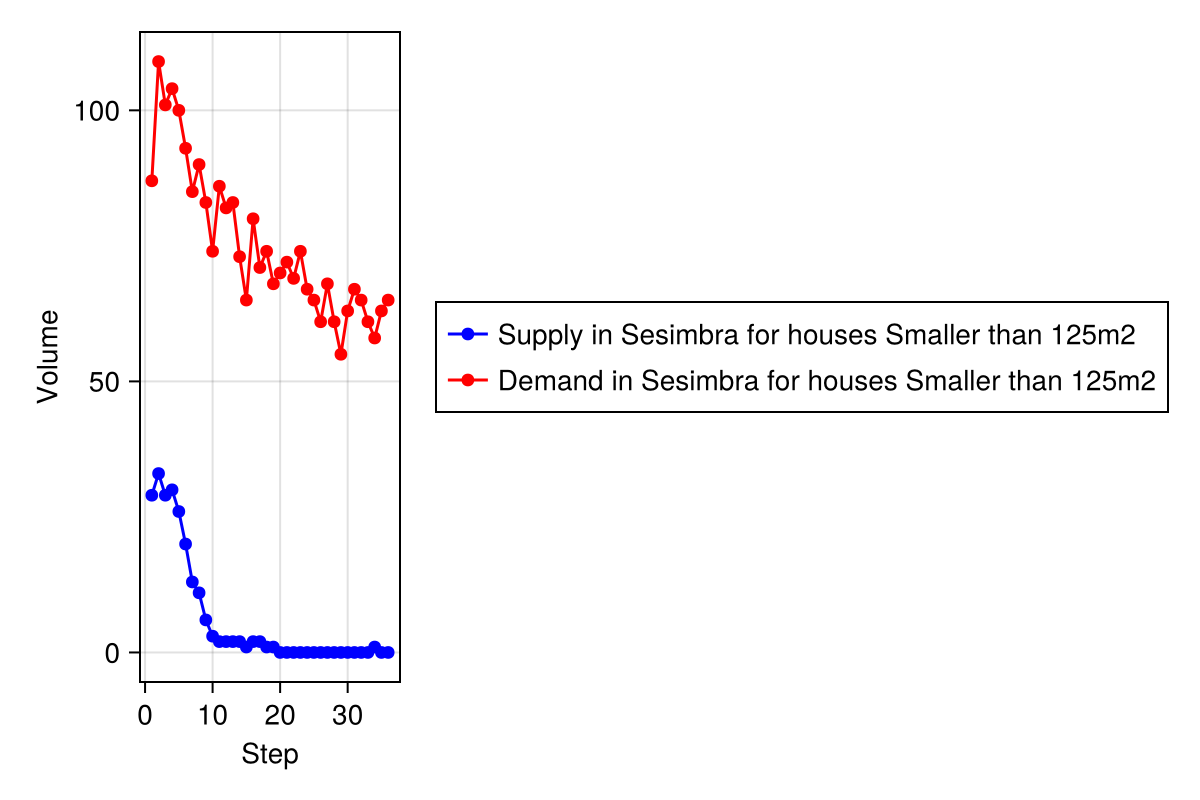 Volume
100
50
0
0 10 20 30
Step
Supply in Sesimbra for houses Smaller than 125m2
Demand in Sesimbra for houses Smaller than 125m2